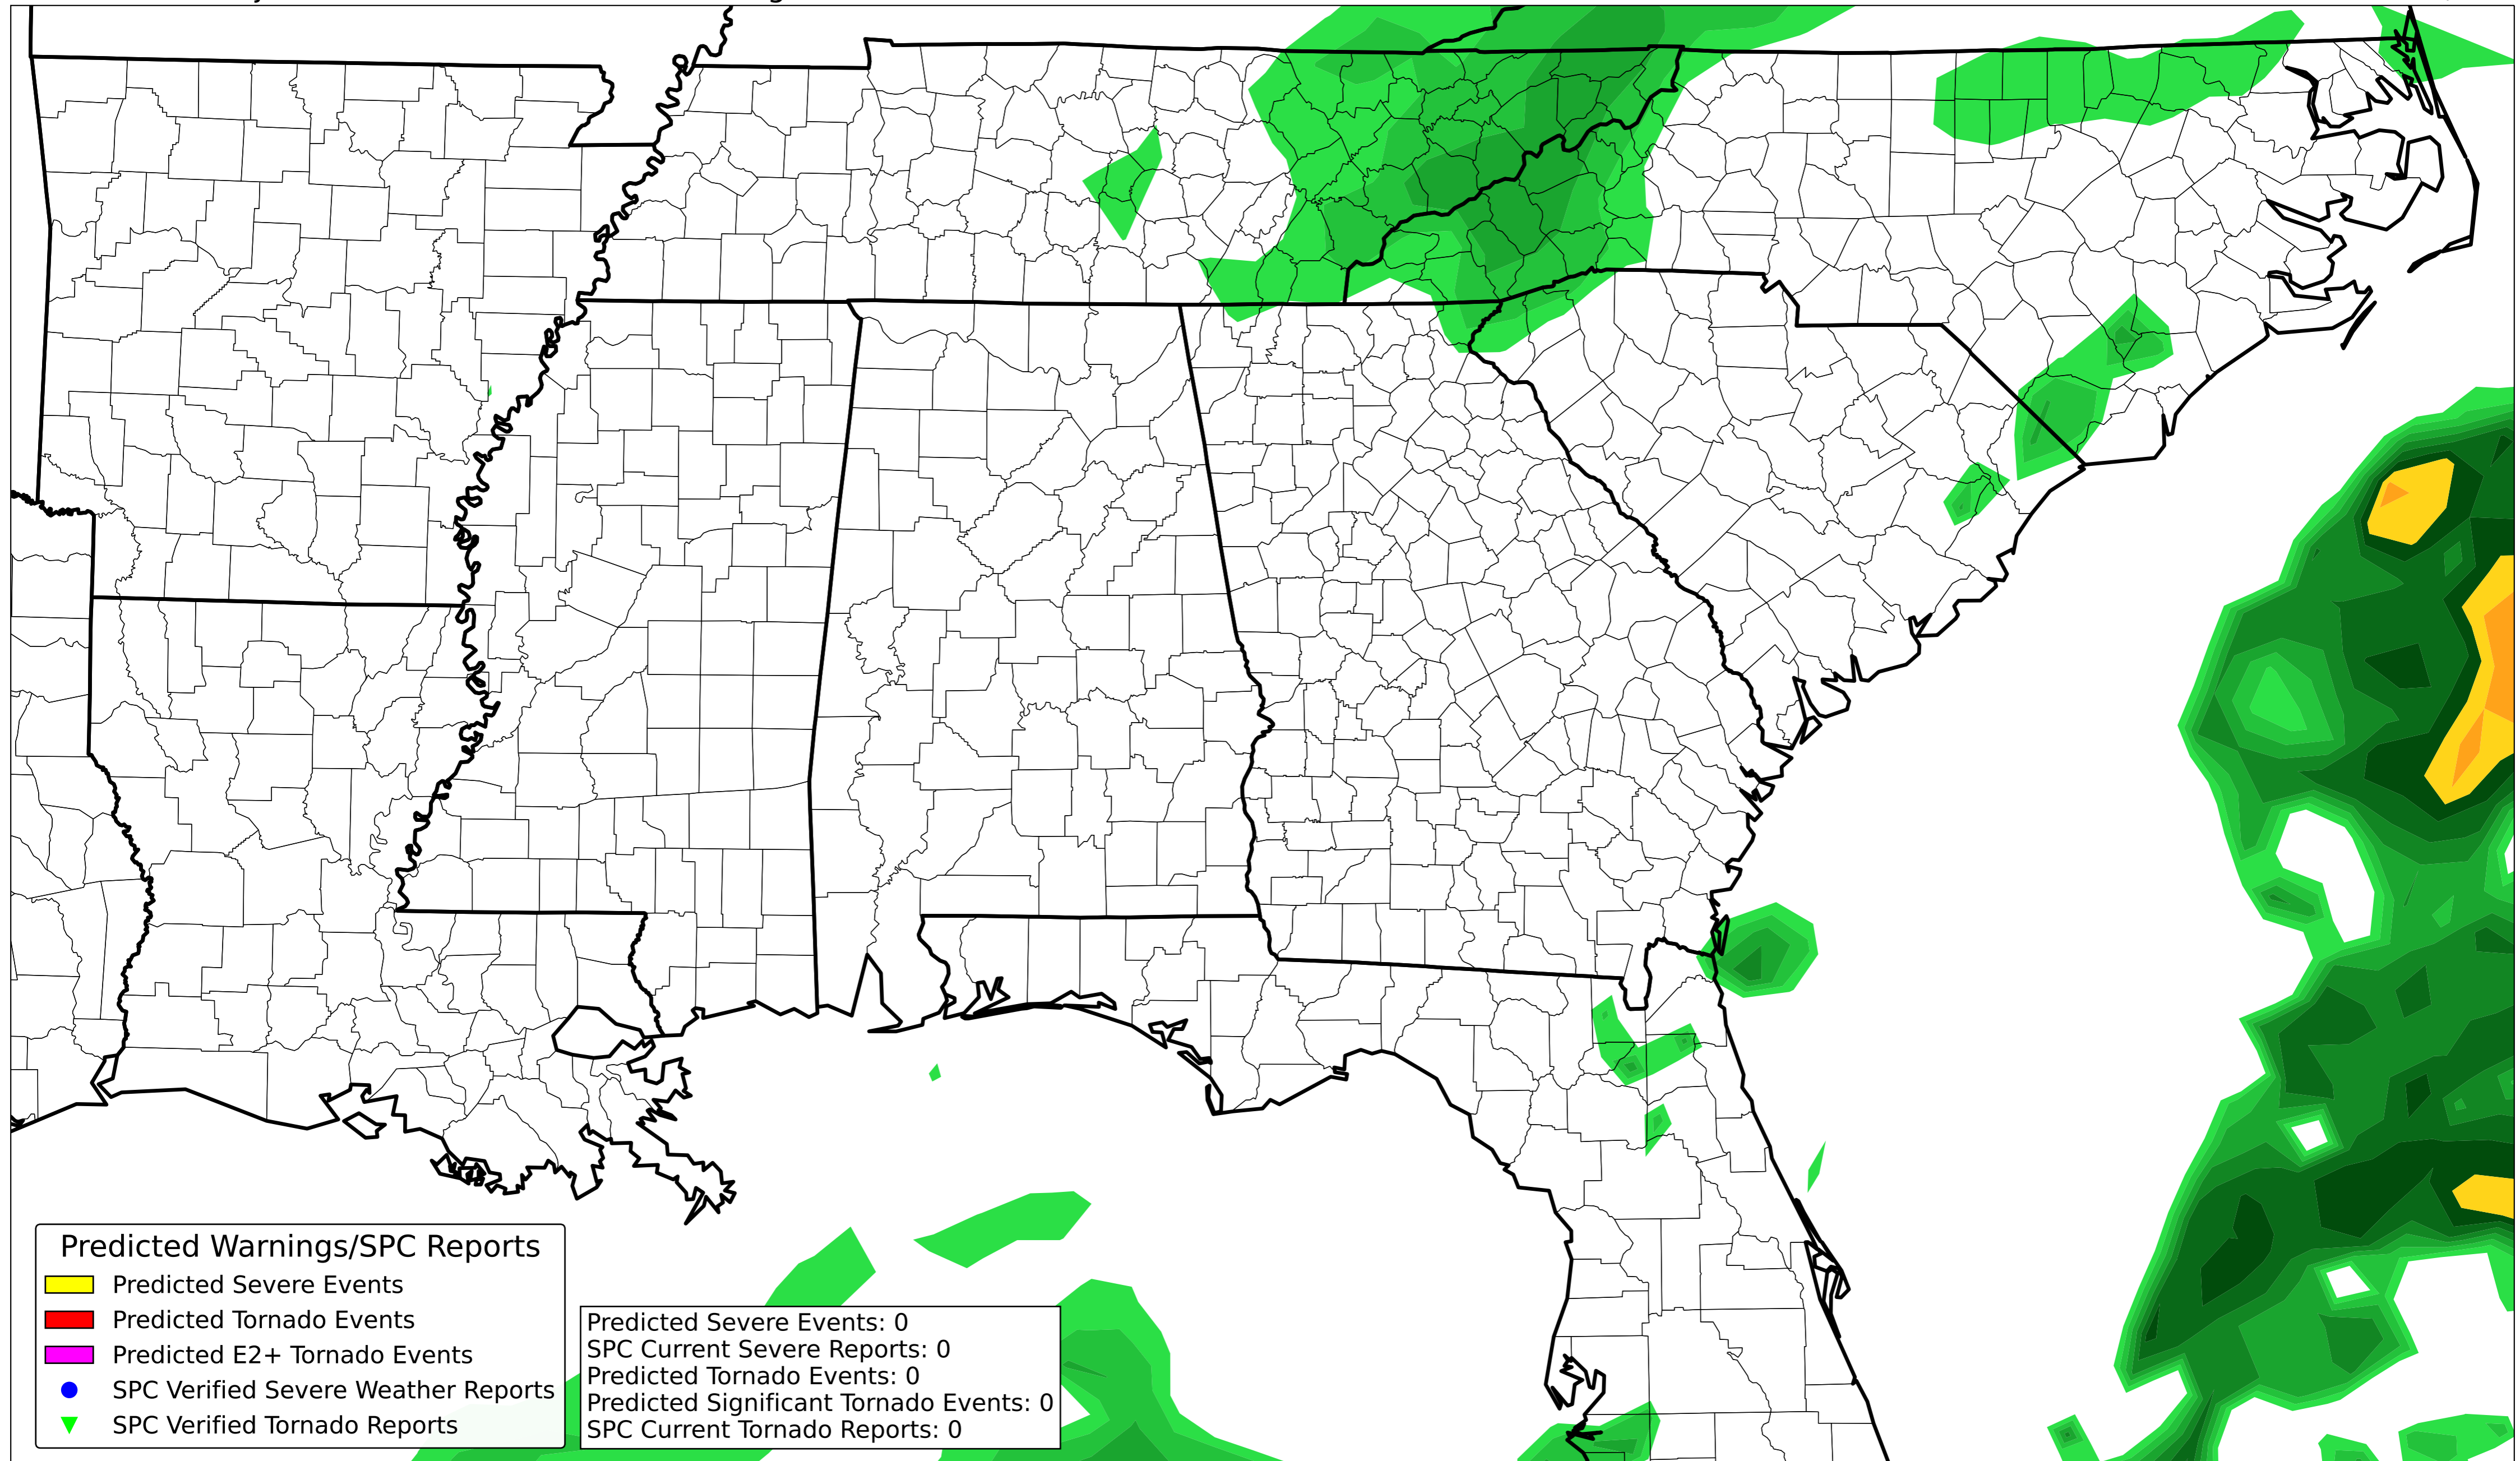 Predicted Warnings/SPC Reports
Predicted Severe Events
Predicted Tornado Events
Predicted E2+ Tornado Events
SPC Verified Severe Weather Reports
SPC Verified Tornado Reports
Predicted Severe Events: 0
SPC Current Severe Reports: 0
Predicted Tornado Events: 0
Predicted Significant Tornado Events: 0
SPC Current Tornado Reports: 0